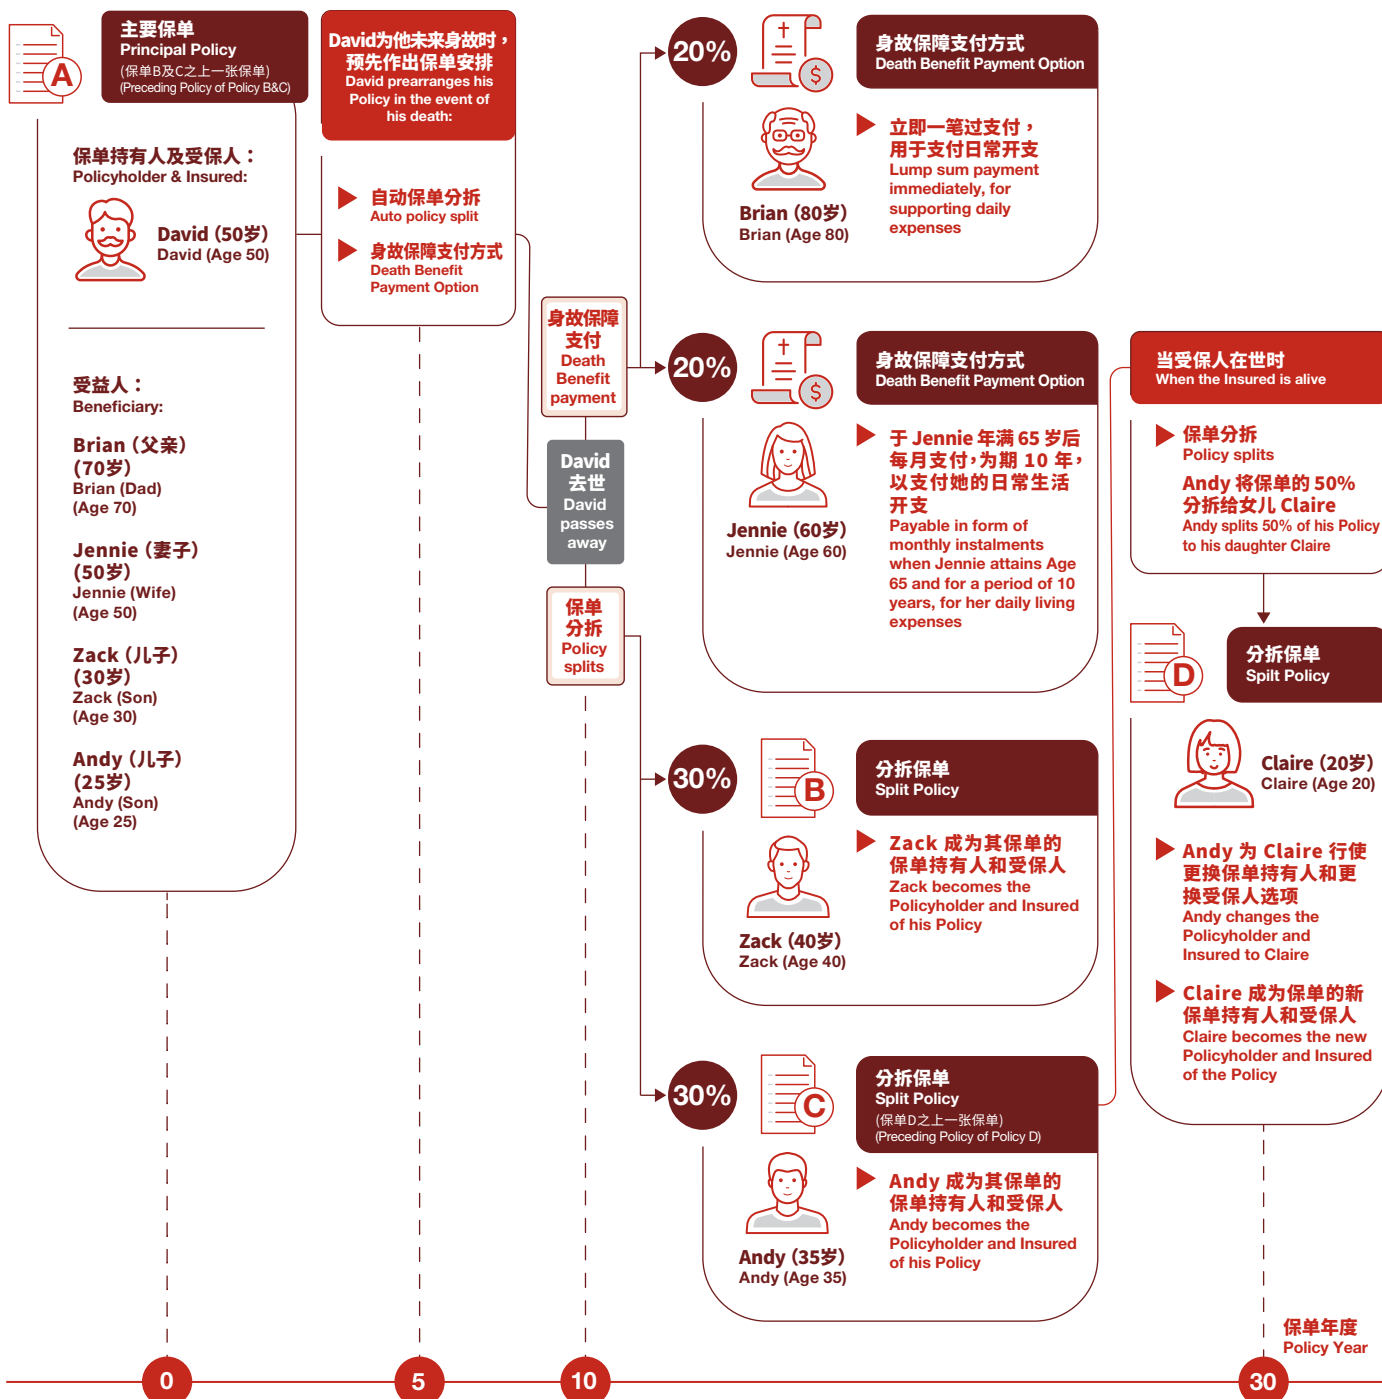 A
主要保单
Principal Policy
(保单B及C之上一张保单)
(Preceding Policy of Policy B&C)
保单持有人及受保人：
Policyholder & Insured:
David (50岁)
David (Age 50)
受益人：
Beneficiary:
Brian (父亲)
(70岁)
Brian (Dad)
(Age 70)
Jennie (妻子)
(50岁)
Jennie (Wife)
(Age 50)
Zack (儿子)
(30岁)
Zack (Son)
(Age 30)
Andy (儿子)
(25岁)
Andy (Son)
(Age 25)
David为他未来身故时，
预先作出保单安排
David prearranges his
Policy in the event of
his death:
自动保单分拆
Auto policy split
身故保障支付方式
Death Benefit
Payment Option
身故保障
支付
Death
Benefit
payment
David
去世
David
passes
away
保单
分拆
Policy
splits
20%
$
身故保障支付方式
Death Benefit Payment Option
Brian (80岁)
Brian (Age 80)
立即一笔过支付，
用于支付日常开支
Lump sum payment
immediately, for
supporting daily
expenses
20%
$
身故保障支付方式
Death Benefit Payment Option
Jennie (60岁)
Jennie (Age 60)
于 Jennie 年满 65 岁后
每月支付，为期 10 年，
以支付她的日常生活
开支
Payable in form of
monthly instalments
when Jennie attains Age
65 and for a period of 10
years, for her daily living
expenses
30%
B
分拆保单
Split Policy
Zack (40岁)
Zack (Age 40)
Zack 成为其保单的
保单持有人和受保人
Zack becomes the
Policyholder and Insured
of his Policy
30%
C
分拆保单
Split Policy
(保单D之上一张保单)
(Preceding Policy of Policy D)
Andy (35岁)
Andy (Age 35)
Andy 成为其保单的
保单持有人和受保人
Andy becomes the
Policyholder and Insured
of his Policy
当受保人在世时
When the Insured is alive
保单分拆
Policy splits
Andy 将保单的 50%
分拆给女儿 Claire
Andy splits 50% of his Policy
to his daughter Claire
D
分拆保单
Spilt Policy
Claire (20岁)
Claire (Age 20)
Andy 为 Claire 行使
更换保单持有人和更
换受保人选项
Andy changes the
Policyholder and
Insured to Claire
Claire 成为保单的新
保单持有人和受保人
Claire becomes the new
Policyholder and Insured
of the Policy
保单年度
Policy Year
0
5
10
30